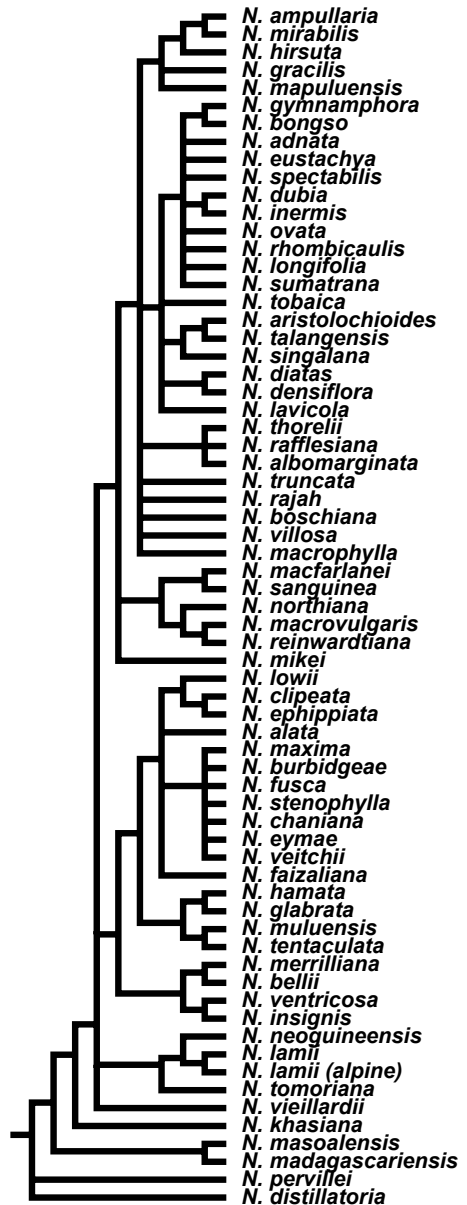 N. ampullaria
N. mirabilis
N. hirsuta
N. gracilis
N. mapuluensis
N. gymnamphora
N. bongso
N. adnata
N. eustachya
N. spectabilis
N. dubia
N. inermis
N. ovata
N. rhombicaulis
N. longifolia
N. sumatrana
N. tobaica
N. aristolochioides
N. talangensis
N. singalana
N. diatas
N. densiflora
N. lavicola
N. thorelii
N. rafflesiana
N. albomarginata
N. truncata
N. rajah
N. boschiana
N. villosa
N. macrophylla
N. macfarlanei
N. sanguinea
N. northiana
N. macrovulgaris
N. reinwardtiana
N. mikei
N. lowii
N. clipeata
N. ephippiata
N. alata
N. maxima
N. burbidgeae
N. fusca
N. stenophylla
N. chaniana
N. eymae
N. veitchii
N. faizaliana
N. hamata
N. glabrata
N. muluensis
N. tentaculata
N. merrilliana
N. bellii
N. ventricosa
N. insignis
N. neoguineensis
N. lamii
N. lamii (alpine)
N. tomoriana
N. vieillardii
N. khasiana
N. masoalensis
N. madagascariensis
N. pervillei
N. distillatoria